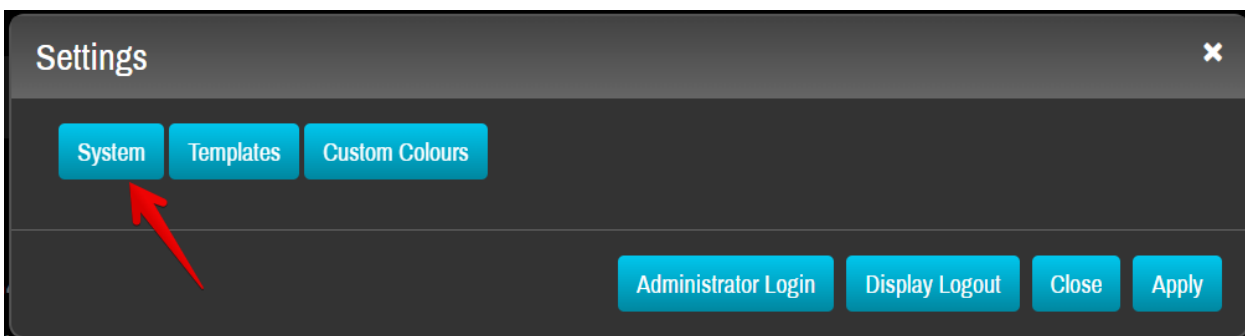 Settings
System Templates Custom Colours
Administrator Login Display Logout Close Apply